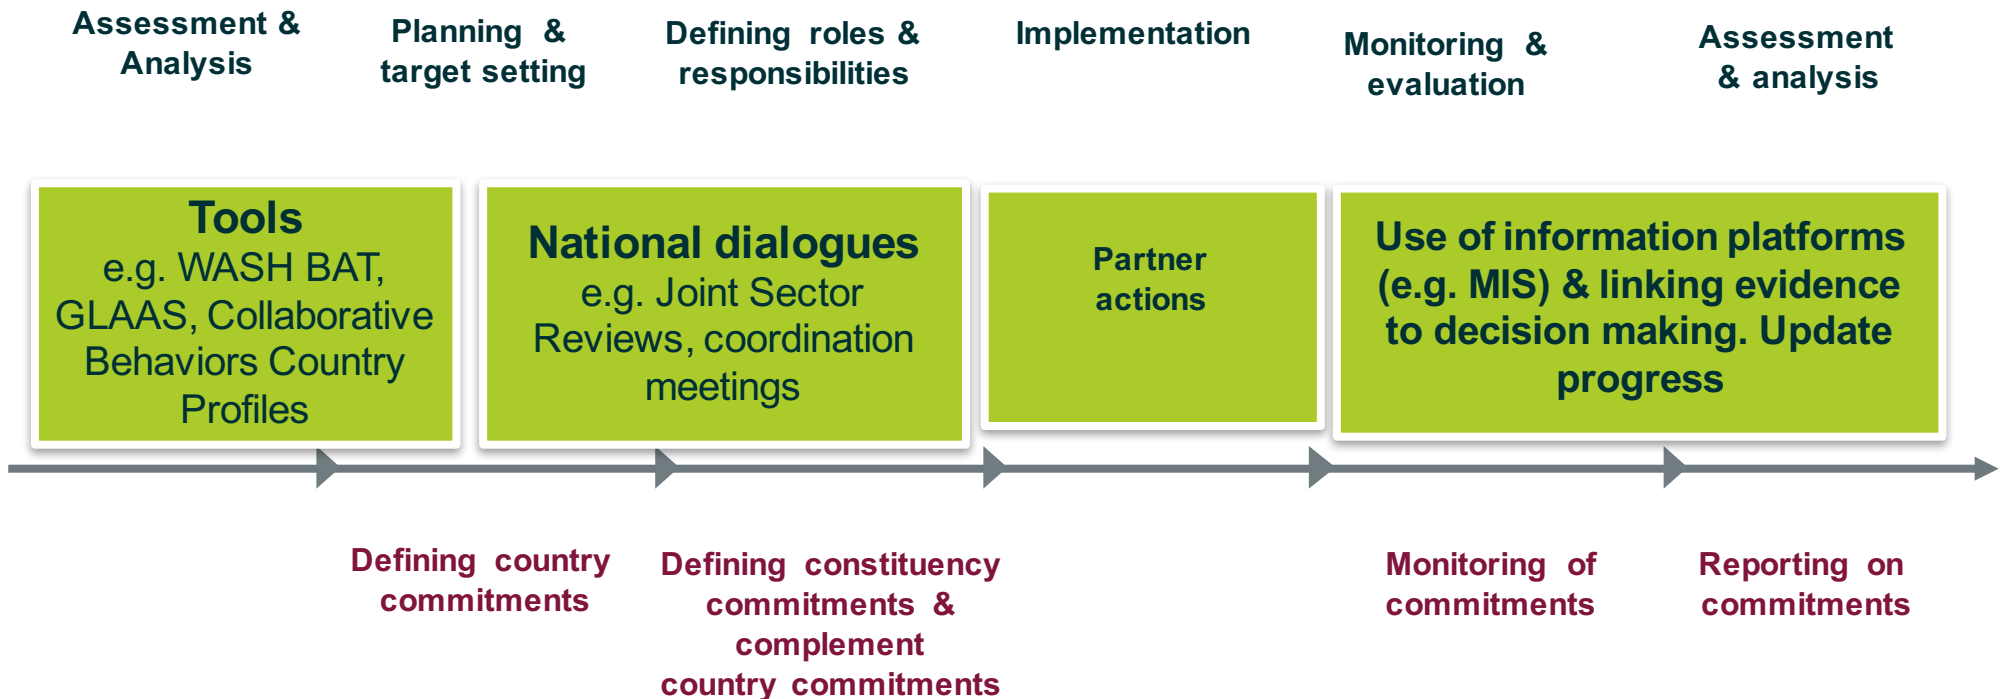 Assessment &
Analysis
Planning & 
target setting
Defining roles &
responsibilities
Implementation
Monitoring &
evaluation
Assessment
& analysis
Tools
e.g. WASH BAT,
GLAAS, Collaborative
Behaviors Country
Profiles
National dialogues
e.g. Joint Sector
Reviews, coordination
meetings
Partner
actions
Use of information platforms
(e.g. MIS) & linking evidence
to decision making. Update
progress
Defining country
commitments
Defining constituency
commitments &
complement
country commitments
Monitoring of
commitments
Reporting on
commitments